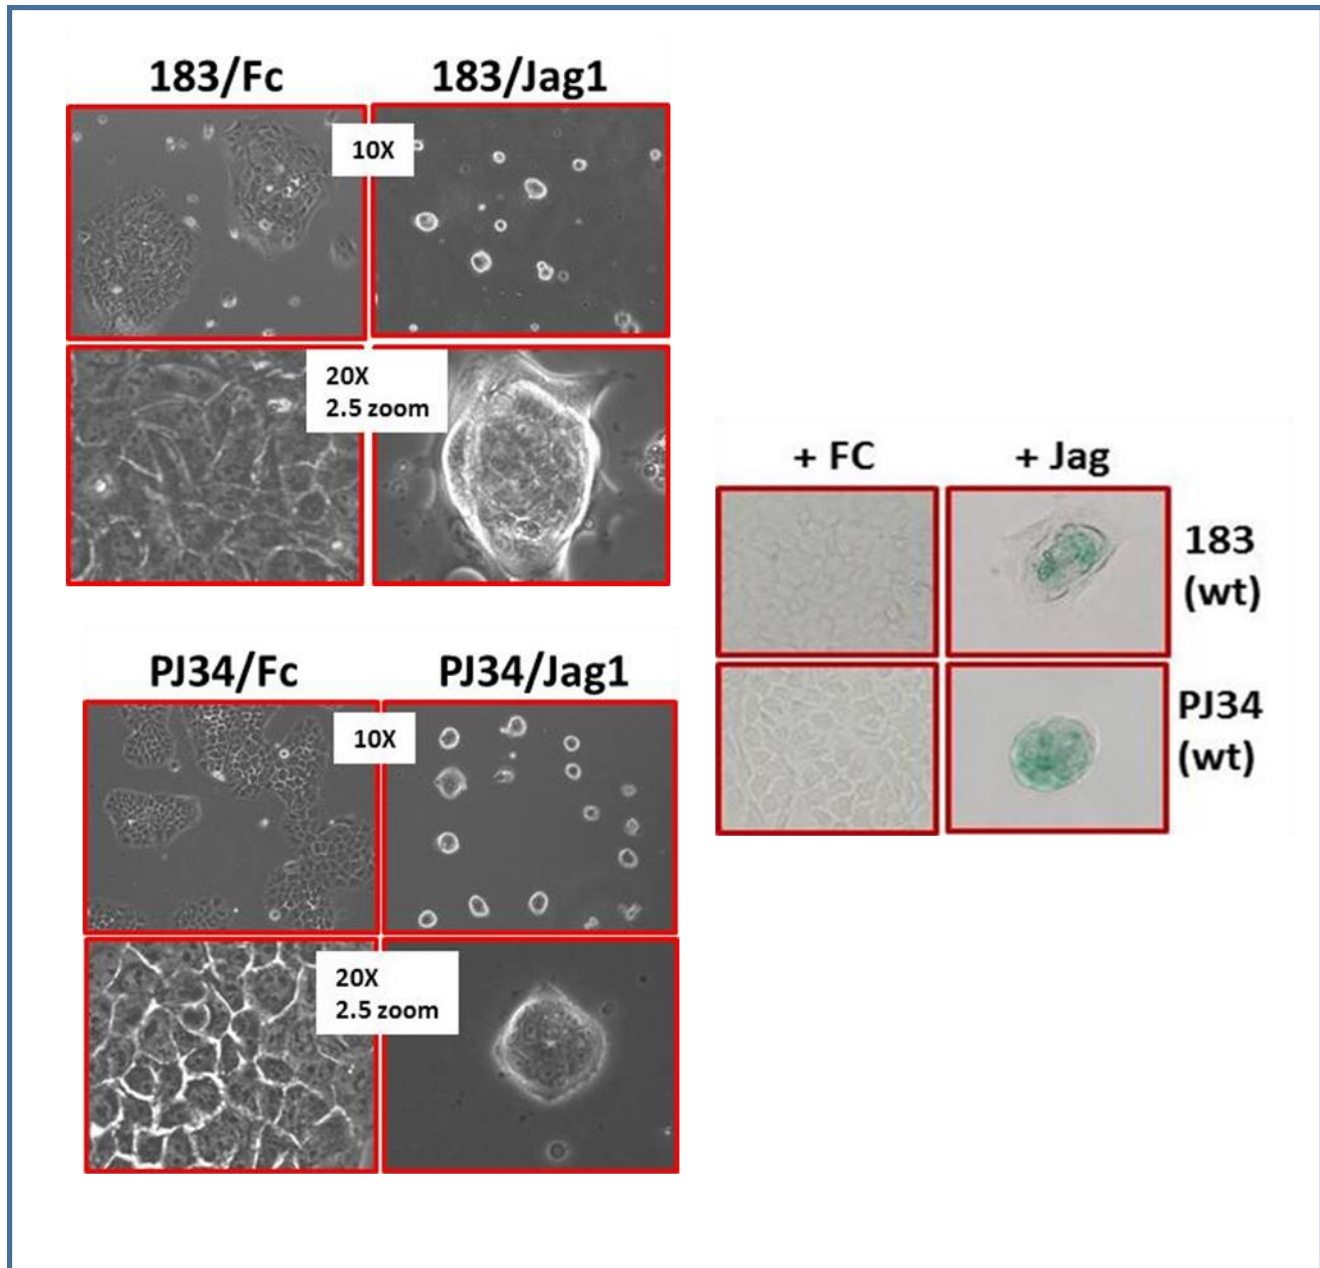 183/Fc 183/Jag1
10X
20X
2.5 zoom
PJ34/Fc PJ34/Jag1
10X
20X
2.5 zoom
+ FC + Jag
183
(wt)
PJ34
(wt)